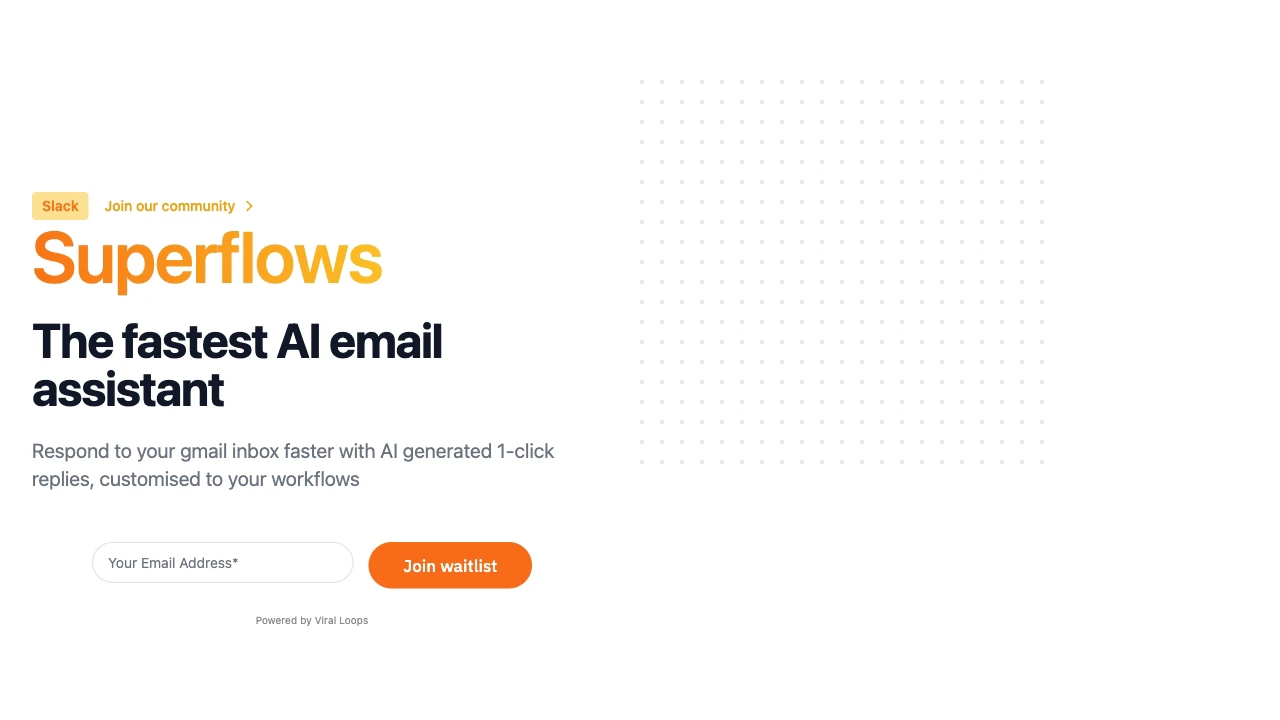 Slack Join our community
Superflows
The fastest AI email
assistant
Respond to your gmail inbox faster with AI generated 1-click
replies, customised to your workflows
Your Email Address* Join waitlist
Powered by Viral Loops